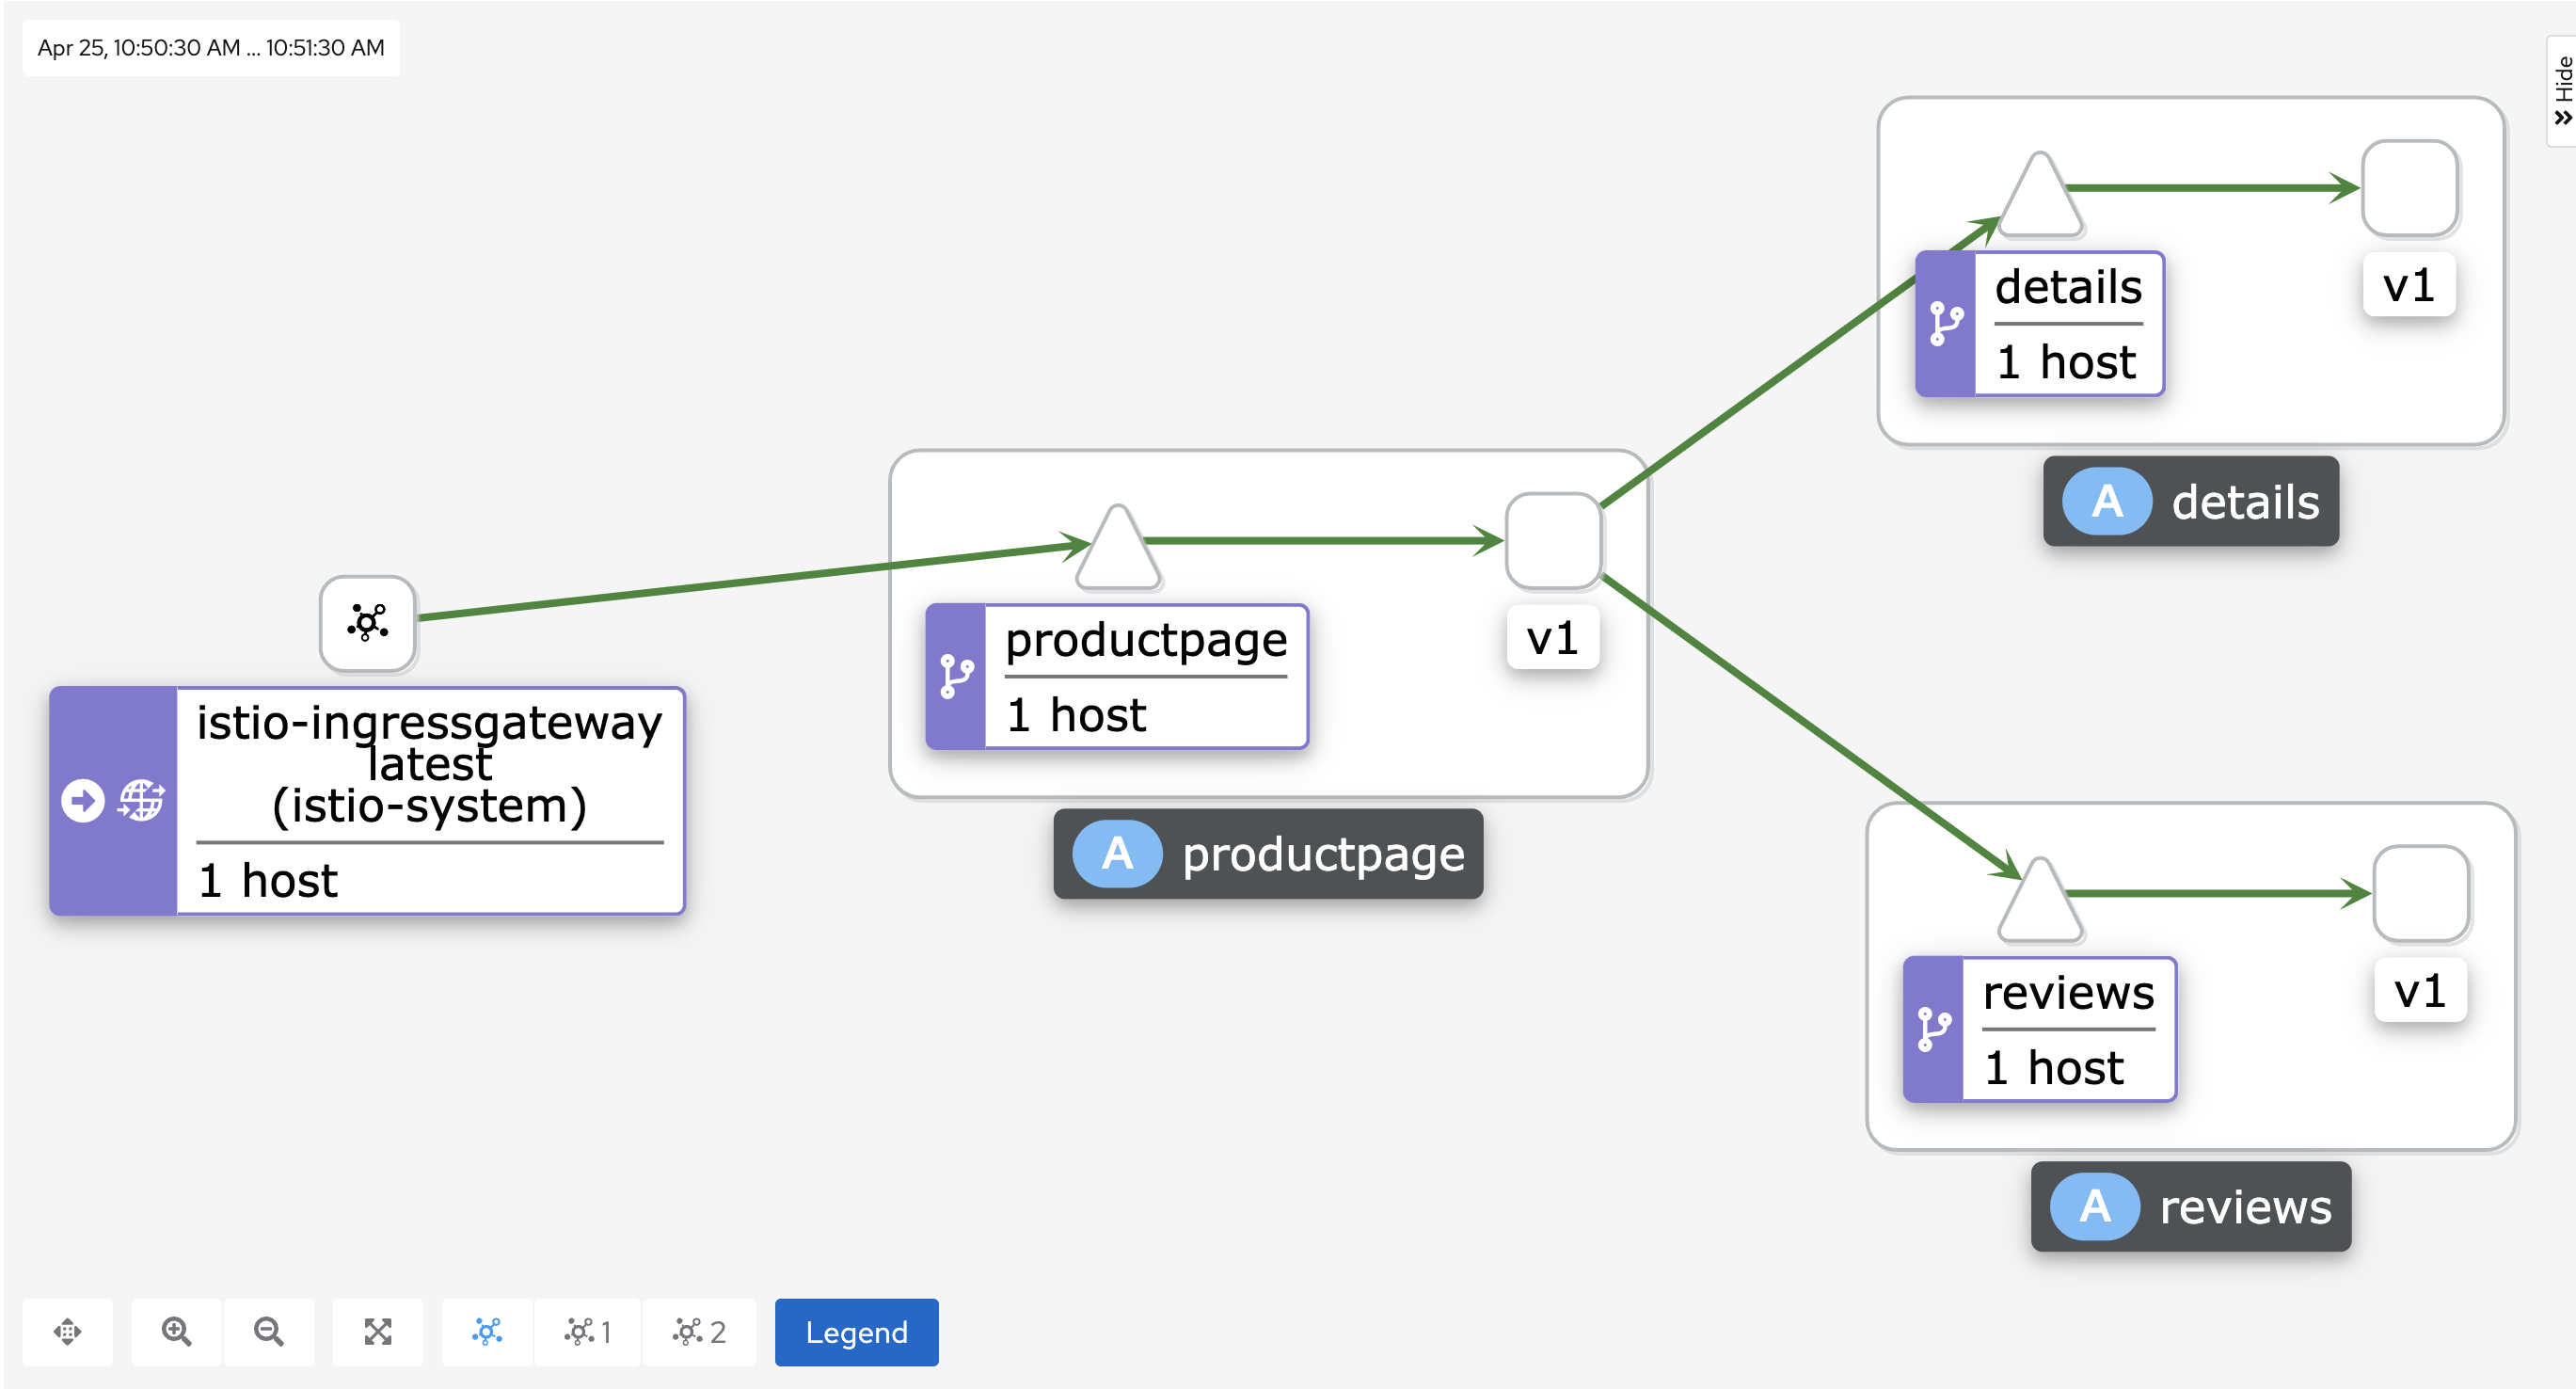 Apr 25, 10:50:30 AM ... 10:51:30 AM
Hide
details
1 host
v1
A details
productpage
1 host
v1
A productpage
istio-ingressgateway
latest
(istio-system)
1 host
reviews
1 host
v1
A reviews
1
2
Legend